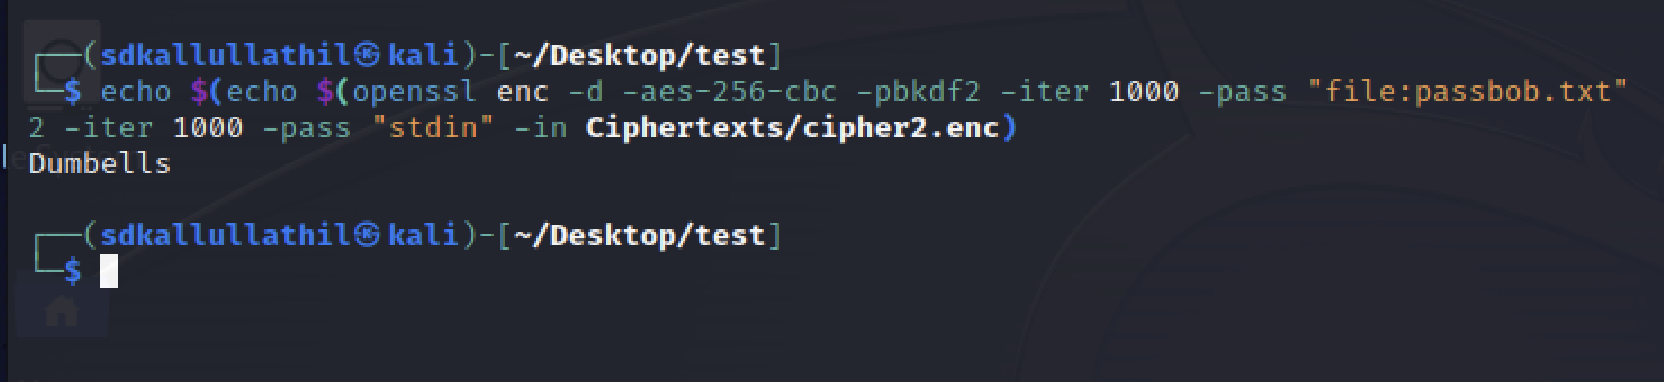 ┌──(sdkallullathil㉿kali)-[~/Desktop/test]
└─$ echo $(echo $(openssl enc -d -aes-256-cbc -pbkdf2 -iter 1000 -pass "file:passbob.txt"
2 -iter 1000 -pass "stdin" -in Ciphertexts/cipher2.enc)
Dumbells
┌──(sdkallullathil㉿kali)-[~/Desktop/test]
└─$